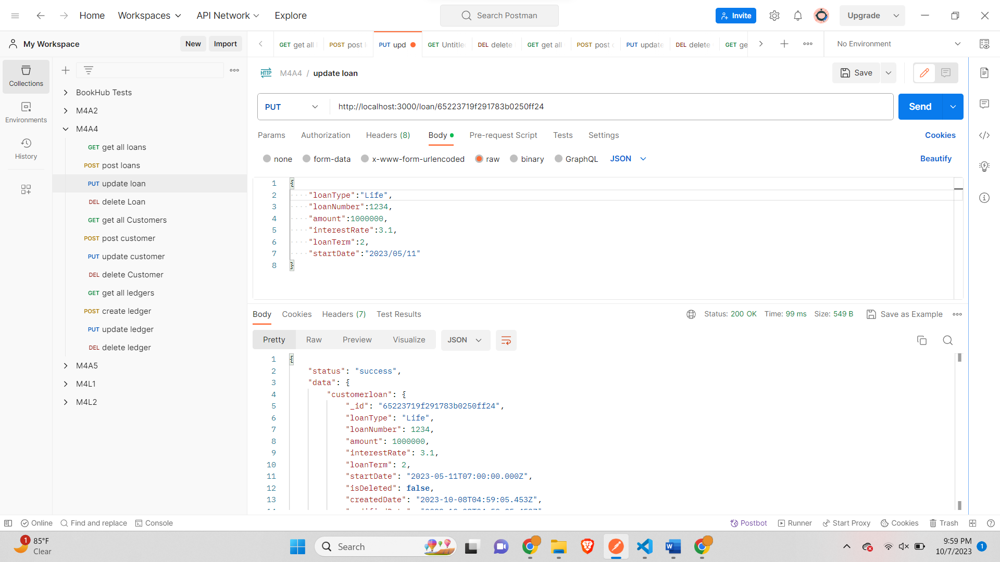 Home
Workspaces
API Network
Explore
Search Postman
Invite
Upgrade
My Workspace
New
Import
GET get all
POST post
PUT upd
GET Untitle
DEL delete
GET get all
POST post
PUT update
DEL delete
GET ge
No Environment
Collections
Environments
History
BookHub Tests
M4A2
M4A4
GET get all loans
POST post loans
PUT update loan
DEL delete Loan
GET get all Customers
POST post customer
PUT update customer
DEL delete Customer
GET get all ledgers
POST create ledger
PUT update ledger
DEL delete ledger
M4A5
M4L1
M4L2
HTTP M4A4 / update loan
Save
PUT http://localhost:3000/loan/65223719f291783b0250ff24
Send
Params Authorization Headers (8) Body Pre-request Script Tests Settings Cookies
none form-data x-www-form-urlencoded raw binary GraphQL JSON Beautify
1 {
2 "loanType":"Life",
3 "loanNumber":1234,
4 "amount":1000000,
5 "interestRate":3.1,
6 "loanTerm":2,
7 "startDate":"2023/05/11"
8 }
Body Cookies Headers (7) Test Results Status: 200 OK Time: 99 ms Size: 549 B Save as Example
Pretty Raw Preview Visualize JSON
1 {
2 "status": "success",
3 "data": {
4 "customerloan": {
5 "_id": "65223719f291783b0250ff24",
6 "loanType": "Life",
7 "loanNumber": 1234,
8 "amount": 1000000,
9 "interestRate": 3.1,
10 "loanTerm": 2,
11 "startDate": "2023-05-11T07:00:00.000Z",
12 "isDeleted": false,
13 "createdDate": "2023-10-08T04:59:05.453Z",
Online Find and replace Console Postbot Runner Start Proxy Cookies Trash
1 85°F
Clear
Search
9:59 PM
10/7/2023
1